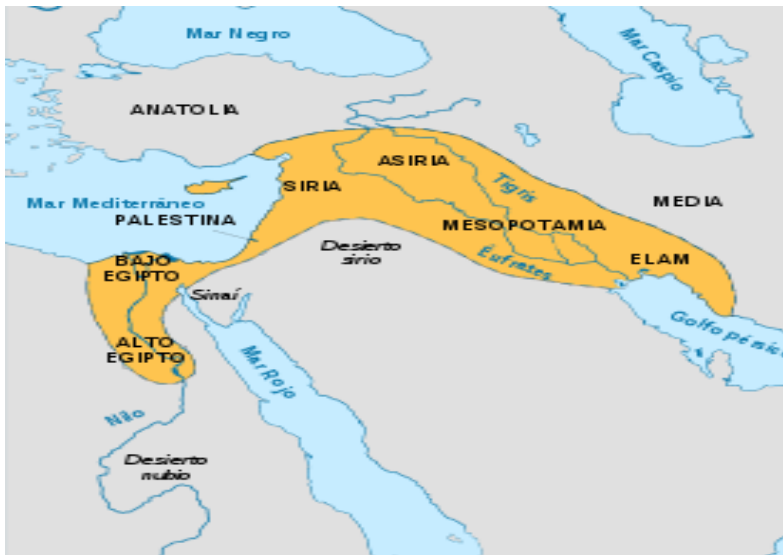 Mar Negro
Mar Caspio
ANATOLIA
ASIRIA
SIRIA
Tigris
Mar Mediterráneo
MEDIA
PALESTINA
MESOPOTAMIA
Desierto
sirio
BAJO
EGIPTO
Éufrates
ELAM
Sinaí
Golfo pérsico
ALTO
EGIPTO
Mar Rojo
Nilo
Desierto
nubio